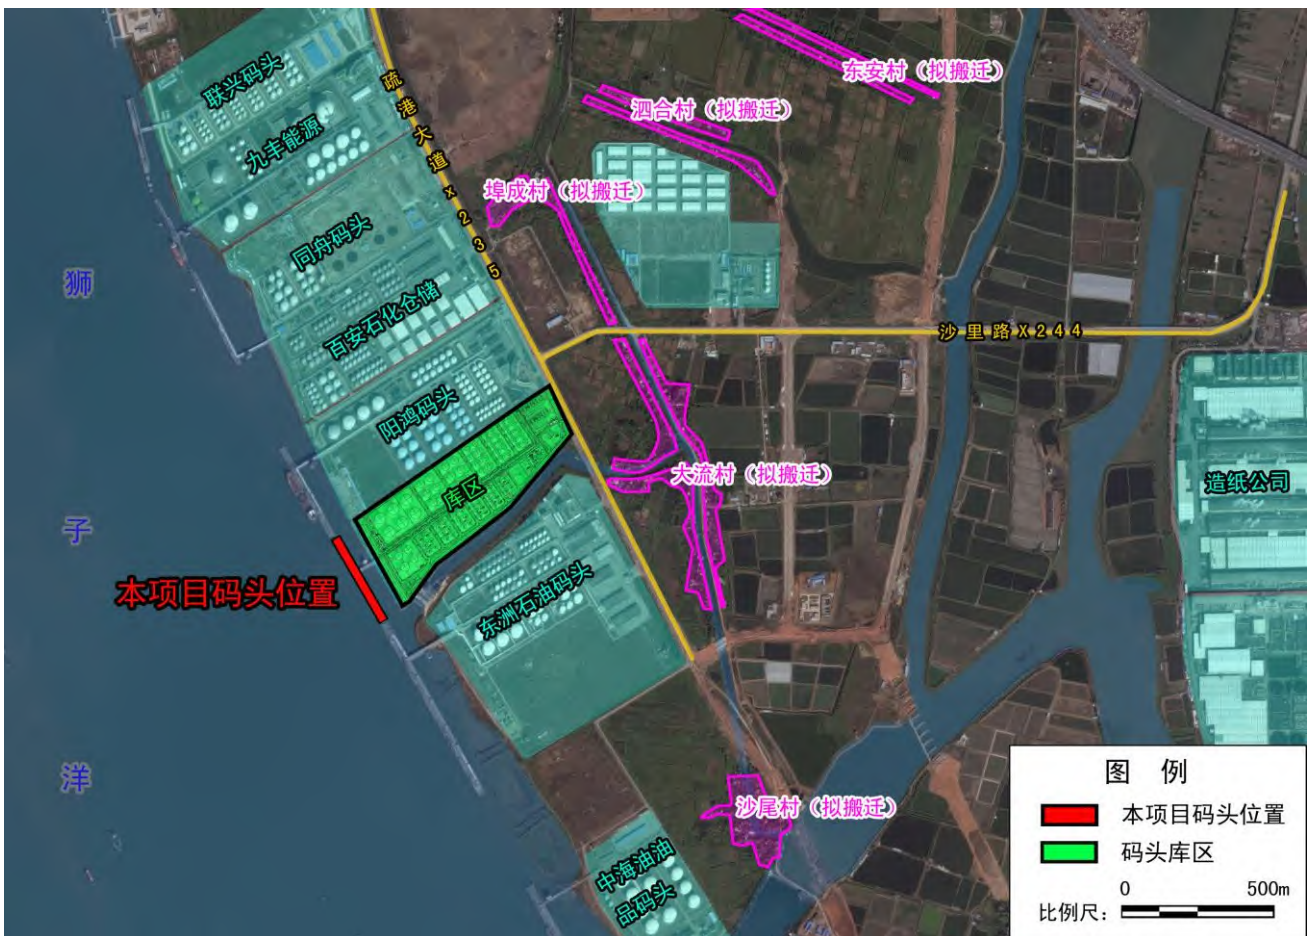 联兴码头
九丰能源
同舟码头
百安石化仓储
阳鸿码头
库区
东洲石油码头
中海油油
品码头
疏港大道x235
沙里路X244
东安村（拟搬迁）
泗合村（拟搬迁）
埠成村（拟搬迁）
大流村（拟搬迁）
沙尾村（拟搬迁）
造纸公司
狮子洋
本项目码头位置
图 例
本项目码头位置
码头库区
0 500m
比例尺：